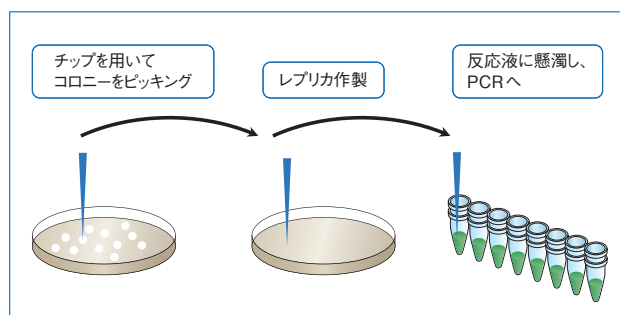 チップを用いて
コロニーをピッキング
レプリカ作製
反応液に懸濁し、
PCRへ